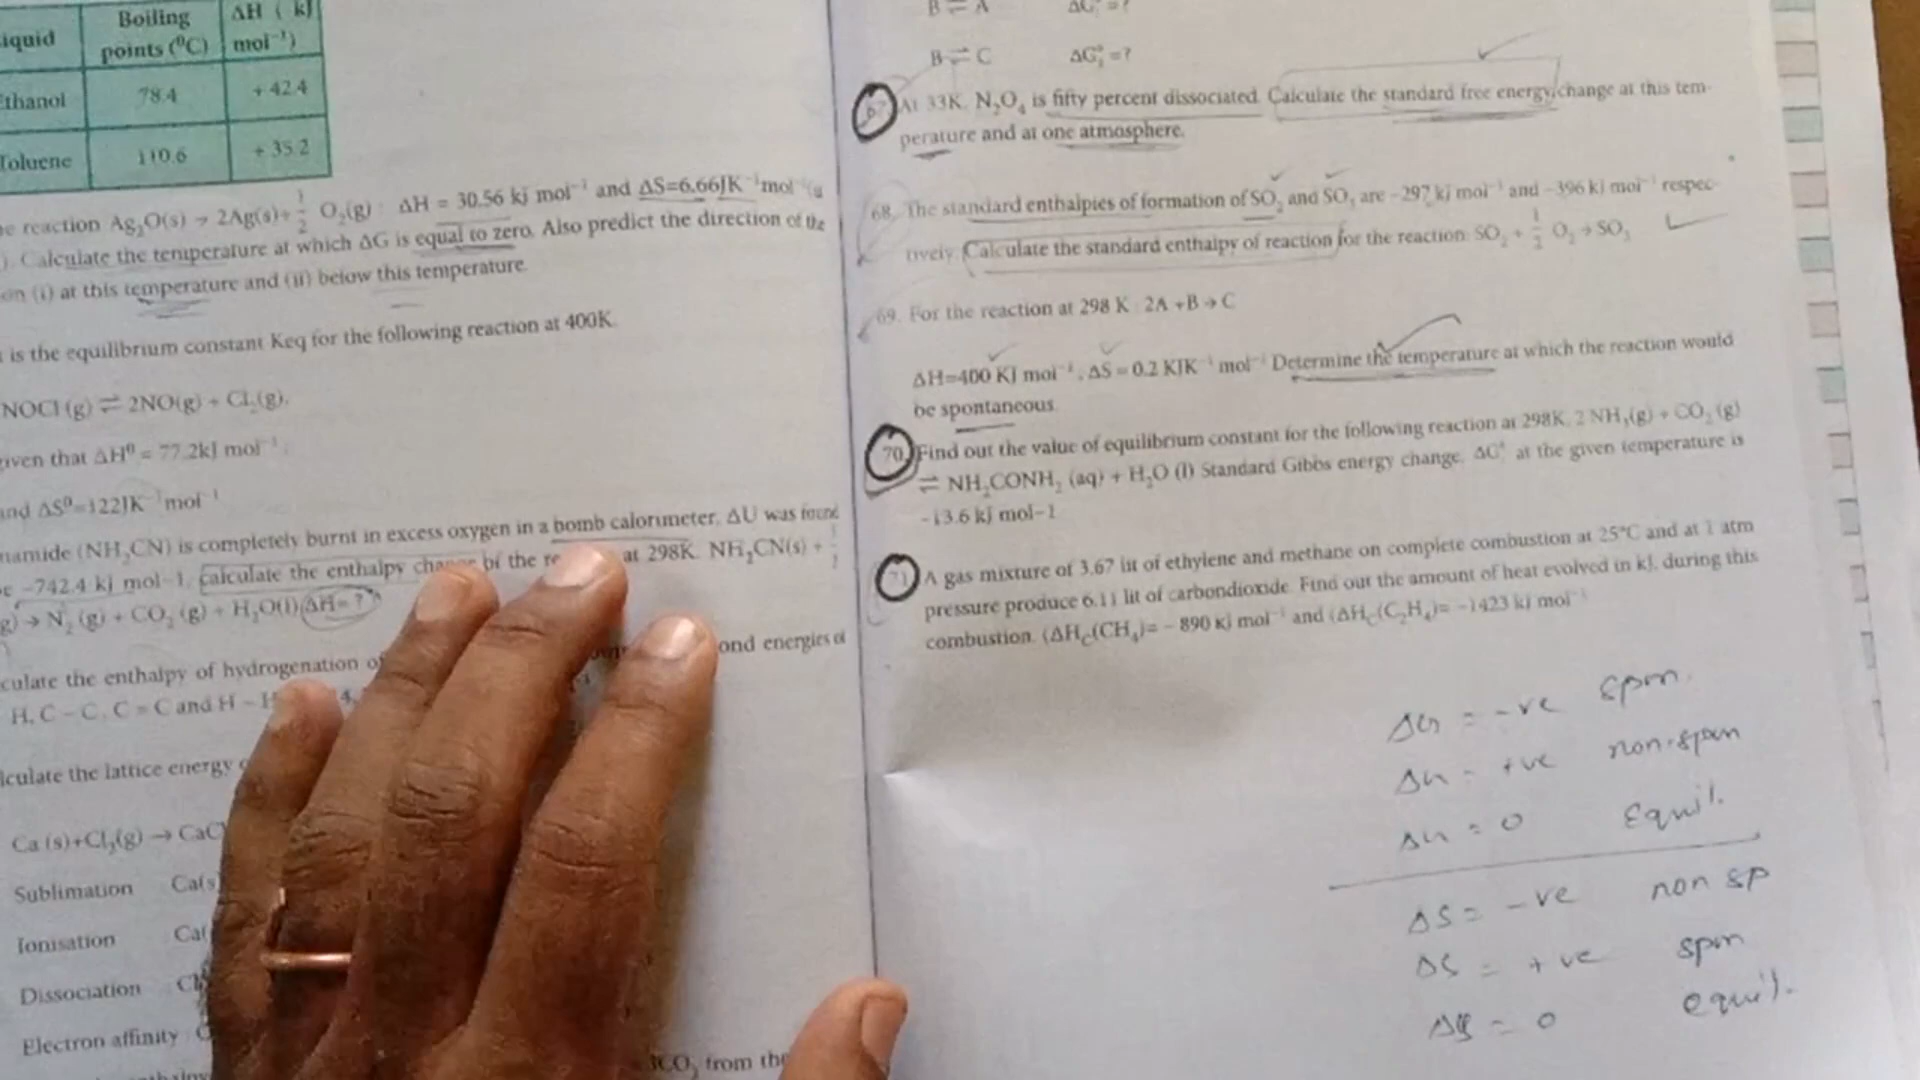 iquid
Boiling
points (⁰C)
ΔH ( kJ
mol⁻¹)
Ethanol
78.4
+ 42.4
Toluene
110.6
+ 35.2
e reaction Ag₂O(s) → 2Ag(s)+ 1/2 O₂(g) : ΔH = 30.56 kj mol⁻¹ and ΔS=6.66JK⁻¹mol⁻¹
). Calculate the temperature at which ΔG is equal to zero. Also predict the direction of the
on (i) at this temperature and (ii) below this temperature.
is the equilibrium constant Keq for the following reaction at 400K.
NOCl (g) ⇌ 2NO(g) + Cl₂(g).
given that ΔH⁰ = 77.2kJ mol⁻¹.
and ΔS⁰=122JK⁻¹mol⁻¹
namide (NH₂CN) is completely burnt in excess oxygen in a bomb calorimeter. ΔU was found
e -742.4 kj mol-1. calculate the enthalpy change of the re at 298K. NH₂CN(s) +
g) → N₂ (g) + CO₂ (g) + H₂O(l) ΔH = ?
culate the enthalpy of hydrogenation of ond energies of
H, C - C, C = C and H - H
lculate the lattice energy
Ca (s)+Cl₂(g) → CaC
Sublimation Ca(s
Ionisation Ca(
Dissociation Cl
Electron affinity
CO₃ from the
B ⇌ A
B ⇌ C ΔG =?
67. At 33K, N₂O₄ is fifty percent dissociated. Calculate the standard free energy change at this tem-
perature and at one atmosphere.
68. The standard enthalpies of formation of SO₂ and SO₃ are -297 kj mol⁻¹ and -396 kj mol⁻¹ respec-
tively. Calculate the standard enthalpy of reaction for the reaction: SO₂ + 1/2 O₂ → SO₃
69. For the reaction at 298 K : 2A +B → C
ΔH=400 KJ mol⁻¹, ΔS = 0.2 KJK⁻¹ mol⁻¹ Determine the temperature at which the reaction would
be spontaneous.
70. Find out the value of equilibrium constant for the following reaction at 298K, 2 NH₃(g) + CO₂ (g)
⇌ NH₂CONH₂ (aq) + H₂O (l) Standard Gibbs energy change, ΔG° at the given temperature is
-13.6 kj mol-1
71. A gas mixture of 3.67 lit of ethylene and methane on complete combustion at 25°C and at 1 atm
pressure produce 6.11 lit of carbondioxide. Find out the amount of heat evolved in kJ, during this
combustion. (ΔH_C(CH₄)= - 890 kj mol⁻¹ and (ΔH_C(C₂H₄)= -1423 kj mol⁻¹
ΔG = -ve spon.
ΔG = +ve non-spon
ΔG = 0 Equil.
ΔS = -ve non sp
ΔS = +ve spon
ΔS = 0 equil.